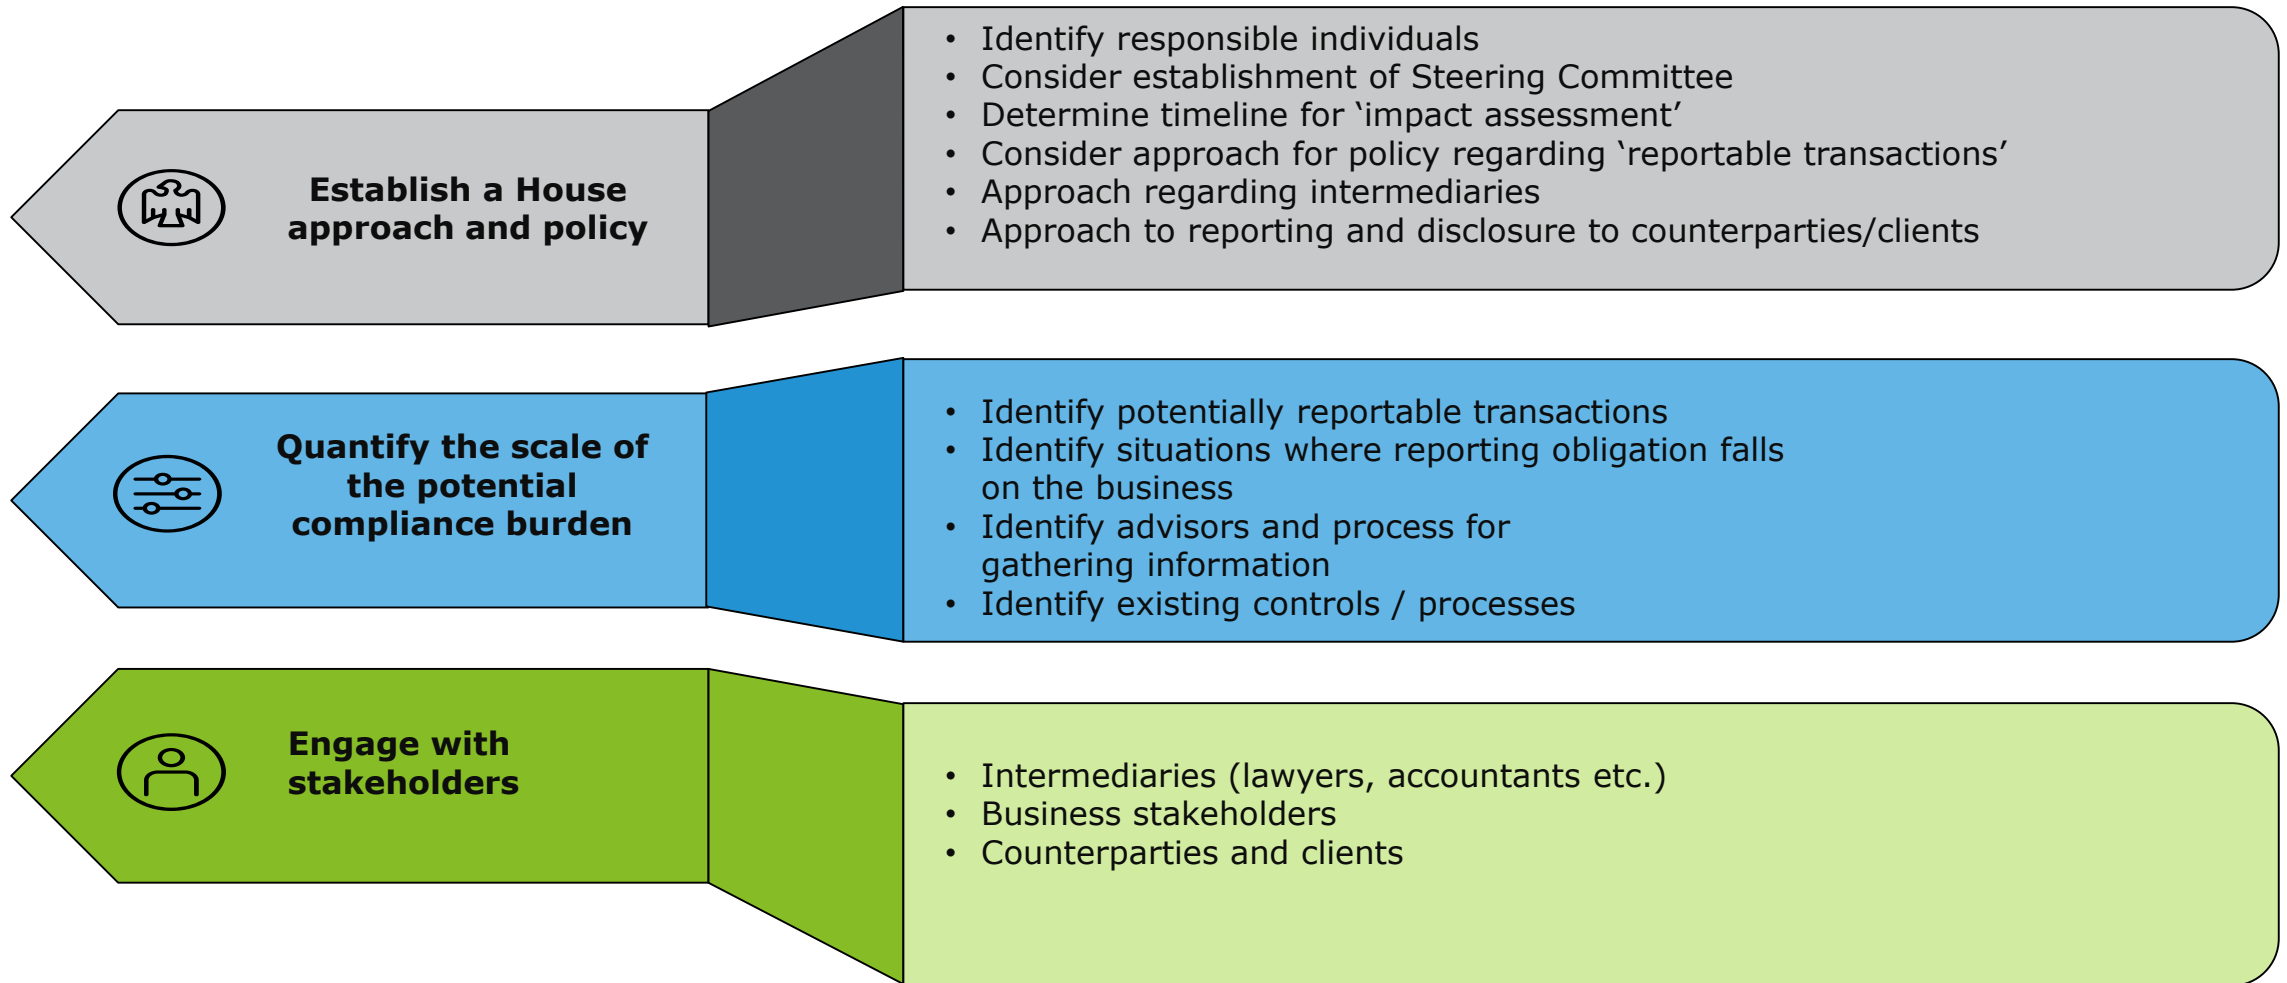 Establish a House
approach and policy
• Identify responsible individuals
• Consider establishment of Steering Committee
• Determine timeline for ‘impact assessment’
• Consider approach for policy regarding ‘reportable transactions’
• Approach regarding intermediaries
• Approach to reporting and disclosure to counterparties/clients
Quantify the scale of
the potential
compliance burden
• Identify potentially reportable transactions
• Identify situations where reporting obligation falls
on the business
• Identify advisors and process for
gathering information
• Identify existing controls / processes
Engage with
stakeholders
• Intermediaries (lawyers, accountants etc.)
• Business stakeholders
• Counterparties and clients